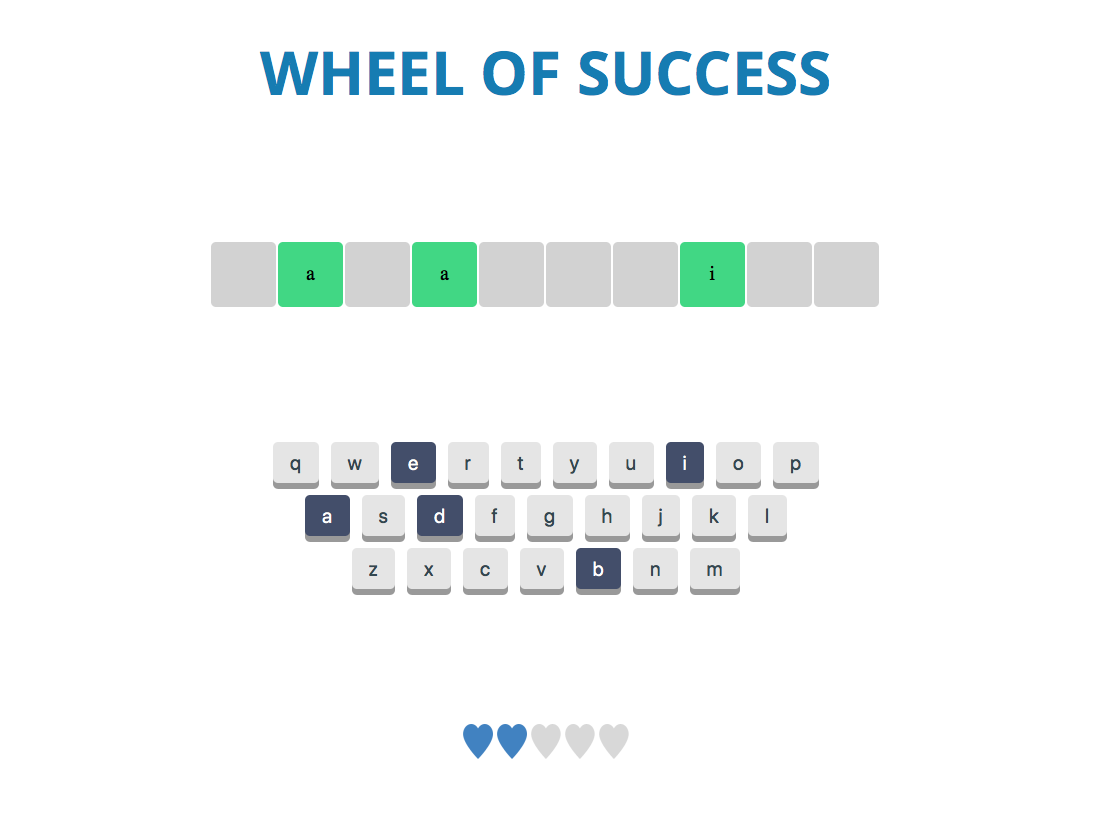 WHEEL OF SUCCESS
a a i
q w e r t y u i o p
a s d f g h j k l
z x c v b n m